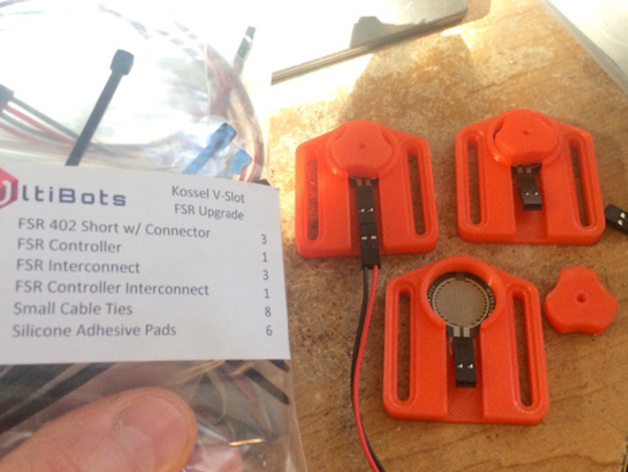 ltiBots
Kossel V-Slot
FSR Upgrade
FSR 402 Short w/ Connector 3
FSR Controller 1
FSR Interconnect 3
FSR Controller Interconnect 1
Small Cable Ties 8
Silicone Adhesive Pads 6